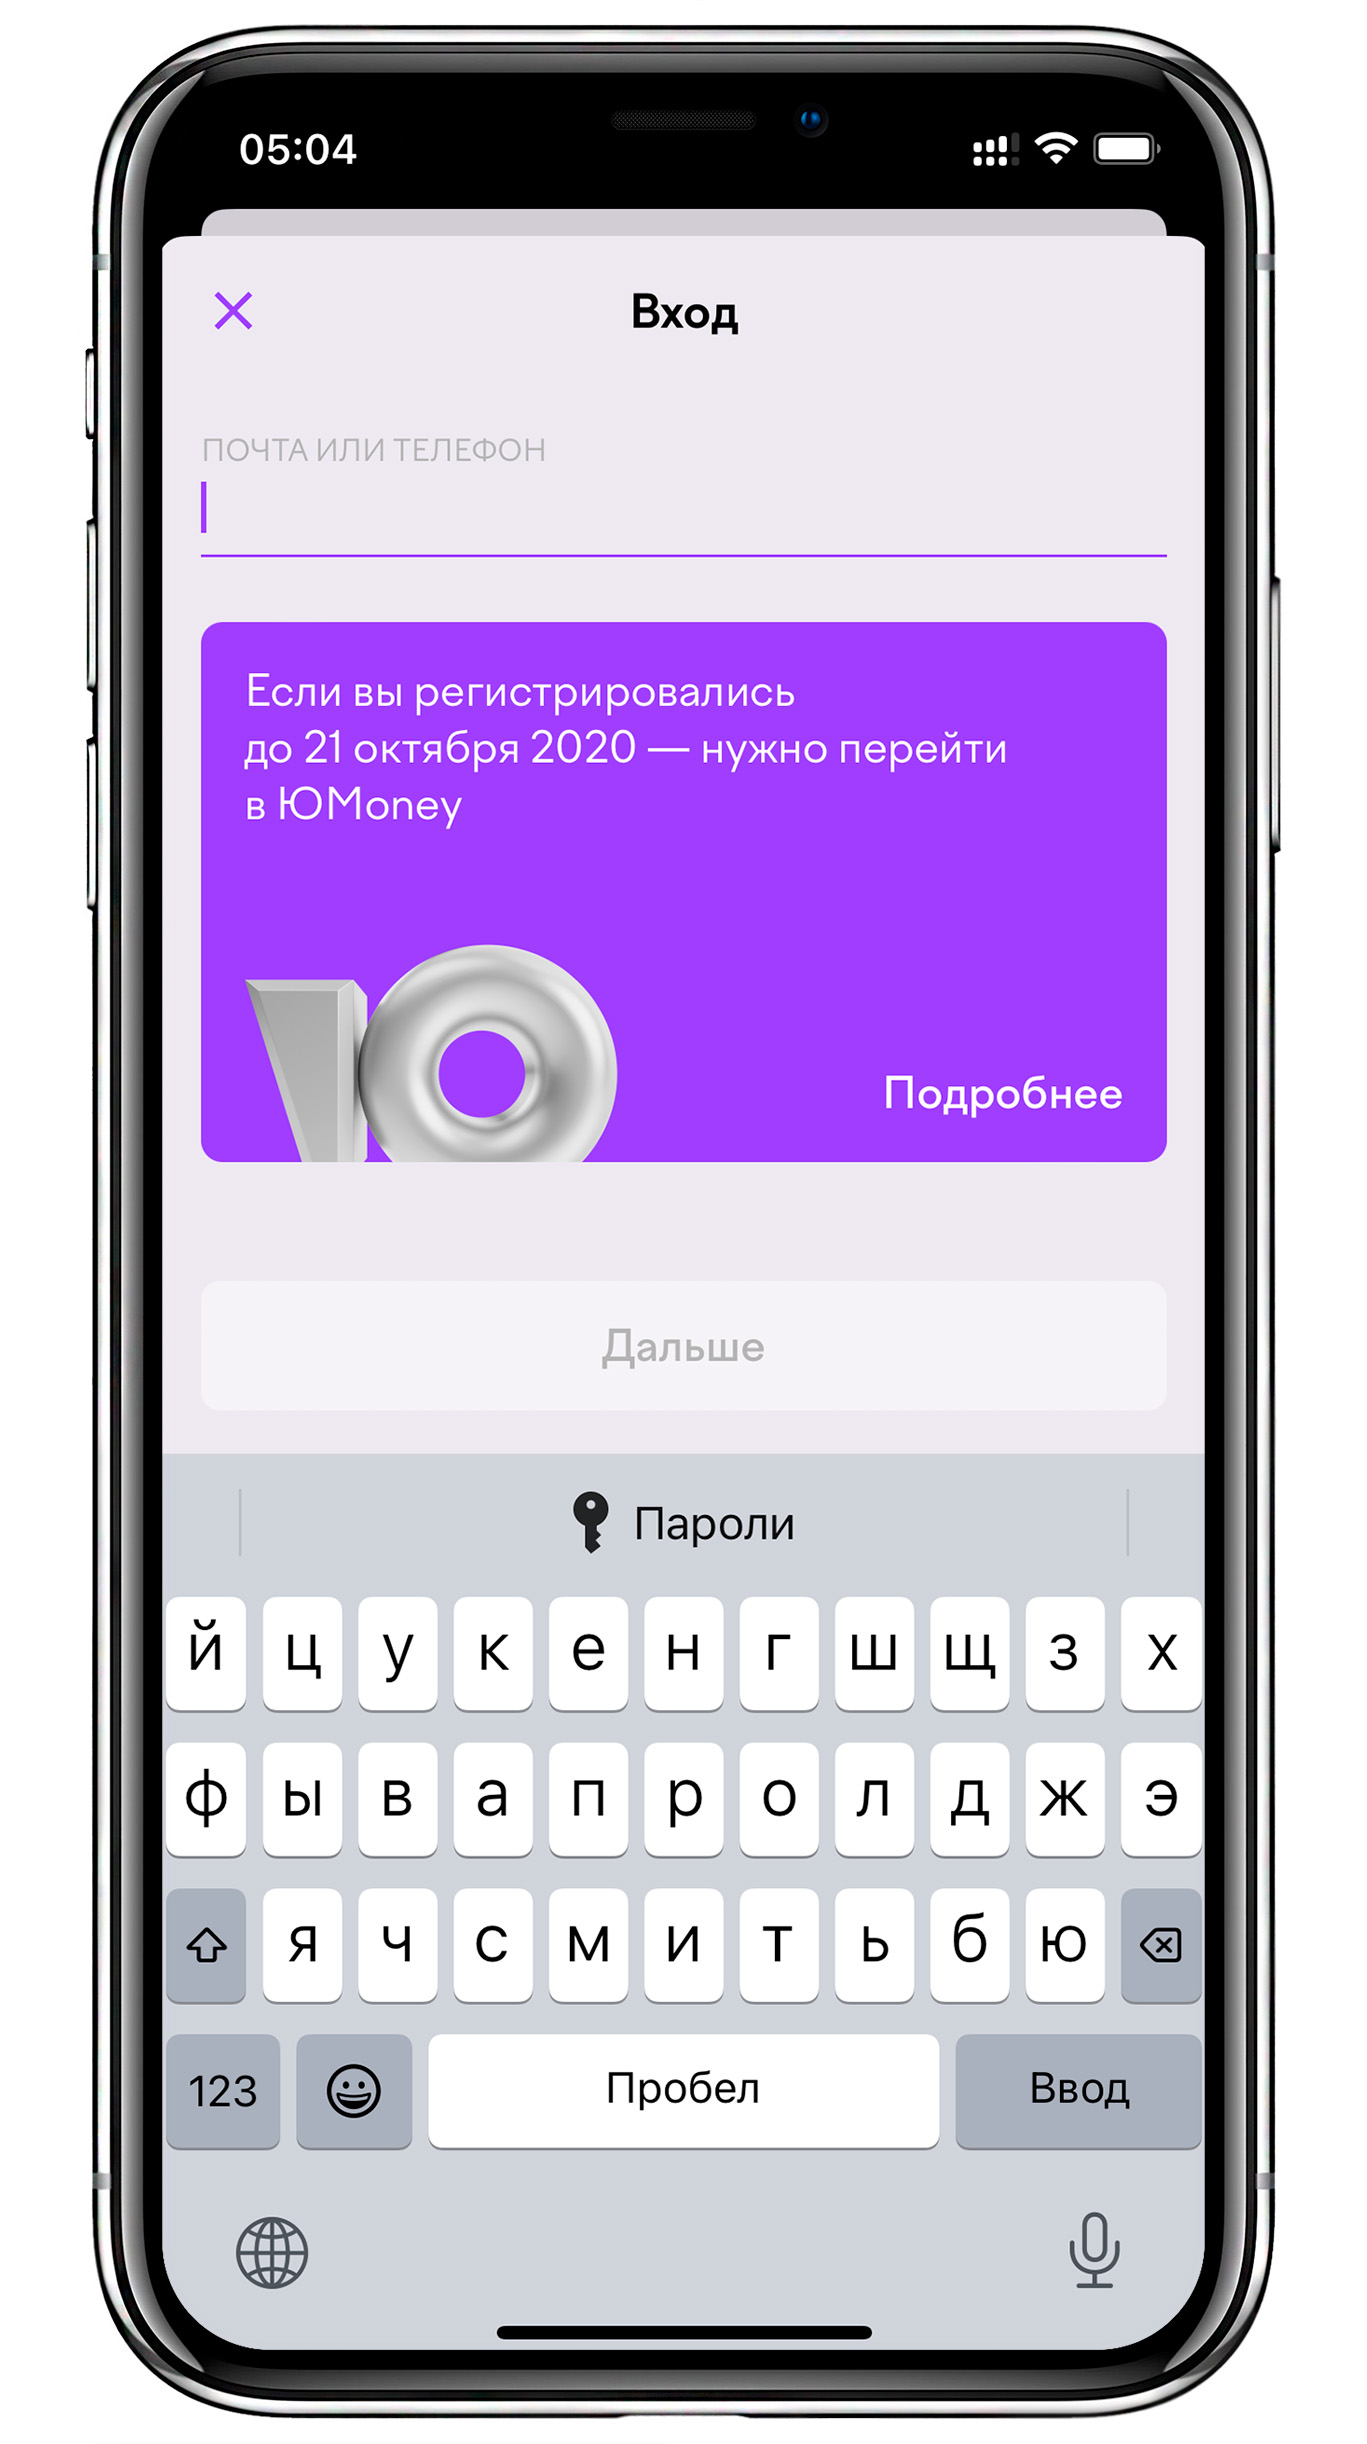 05:04
Вход
ПОЧТА ИЛИ ТЕЛЕФОН
Если вы регистрировались
до 21 октября 2020 — нужно перейти
в ЮMoney
Подробнее
Дальше
Пароли
й ц у к е н г ш щ з х
ф ы в а п р о л д ж э
я ч с м и т ь б ю
123 Пробел Ввод